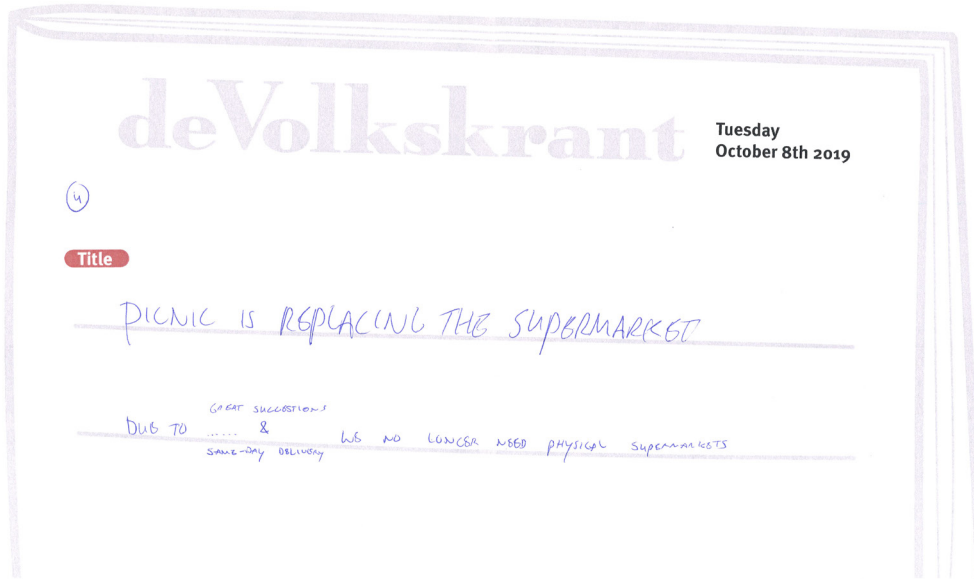 deVolkskrant
Tuesday
October 8th 2019
4
Title
PICNIC IS REPLACING THE SUPERMARKET
GREAT SUGGESTIONS
DUE TO ...... & WE NO LONGER NEED PHYSICAL SUPERMARKETS
SAME-DAY DELIVERY